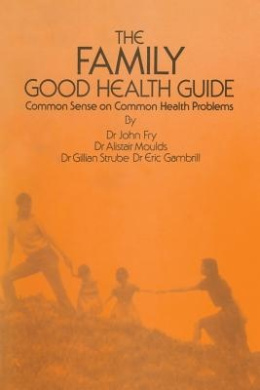 THE
FAMILY
GOOD HEALTH GUIDE
Common Sense on Common Health Problems
By
Dr John Fry
Dr Alistair Moulds
Dr Gillian Strube Dr Eric Gambrill